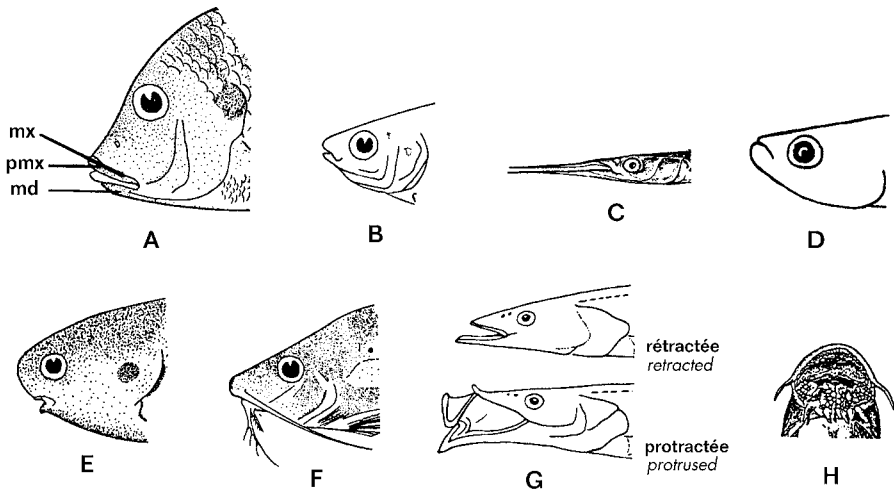 mx
pmx
md
A
B
C
D
rétractée
retracted
protractée
protrused
E
F
G
H